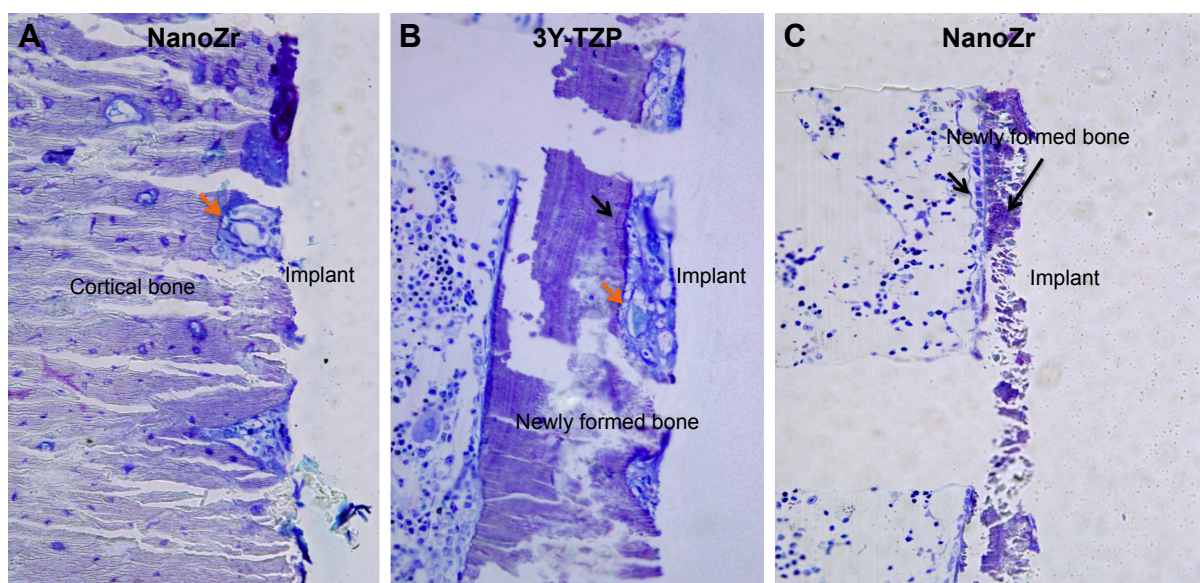 A
NanoZr
Cortical bone
Implant
B
3Y-TZP
Implant
Newly formed bone
C
NanoZr
Newly formed bone
Implant